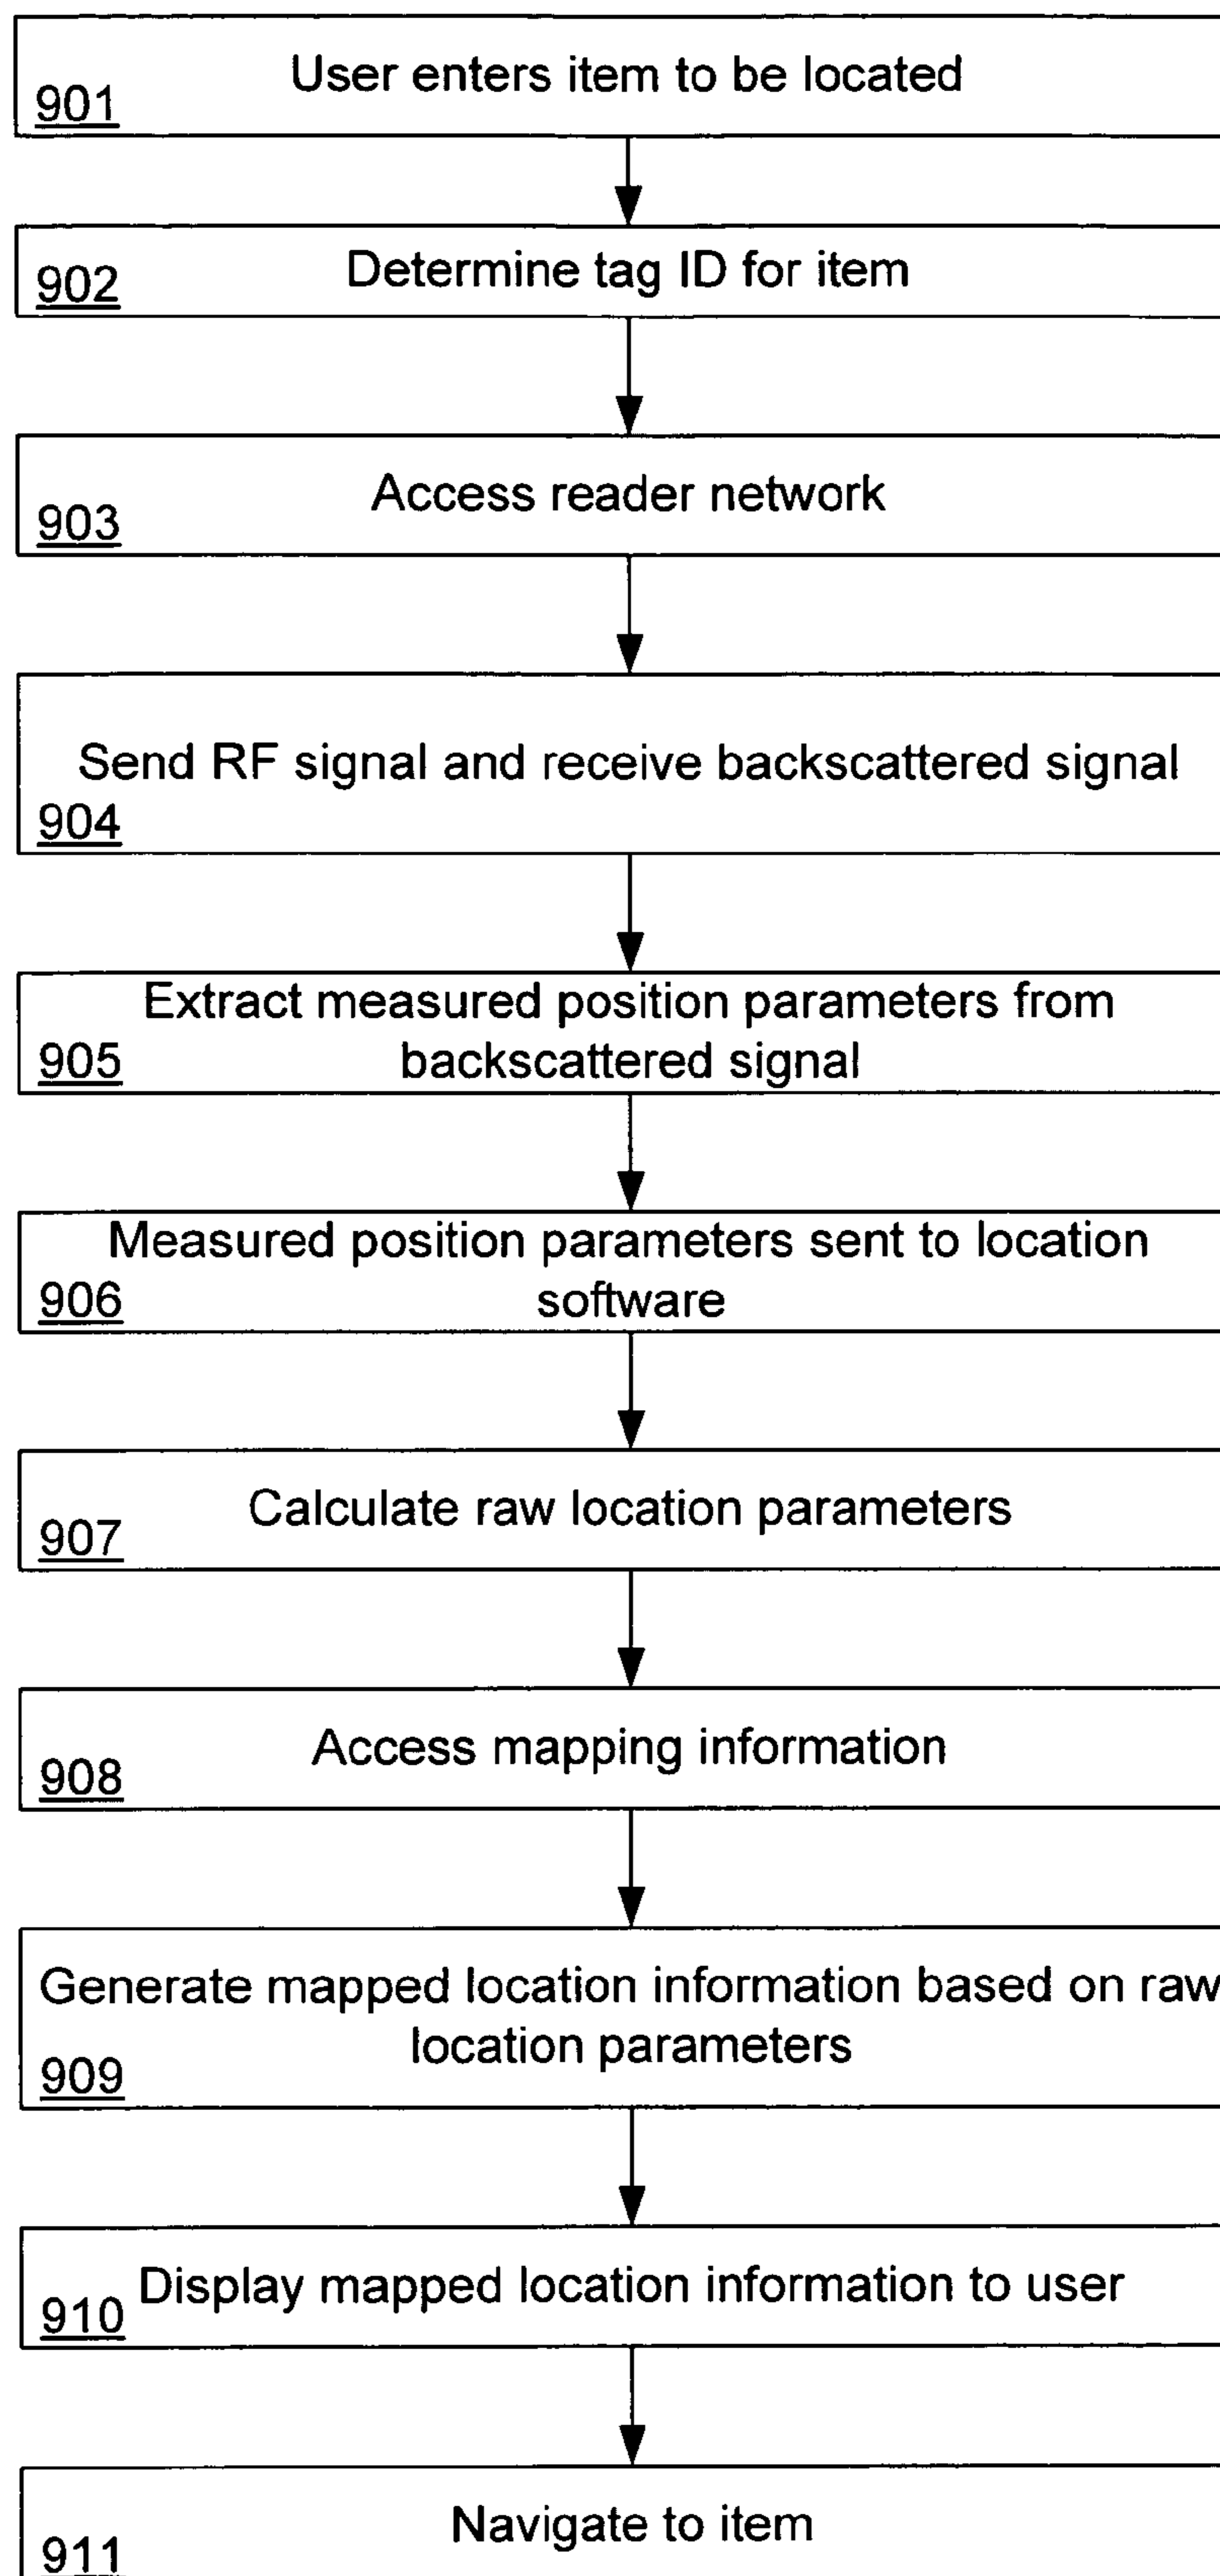 User enters item to be located
901
Determine tag ID for item
902
Access reader network
903
Send RF signal and receive backscattered signal
904
Extract measured position parameters from
backscattered signal
905
Measured position parameters sent to location
software
906
Calculate raw location parameters
907
Access mapping information
908
Generate mapped location information based on raw
location parameters
909
Display mapped location information to user
910
Navigate to item
911